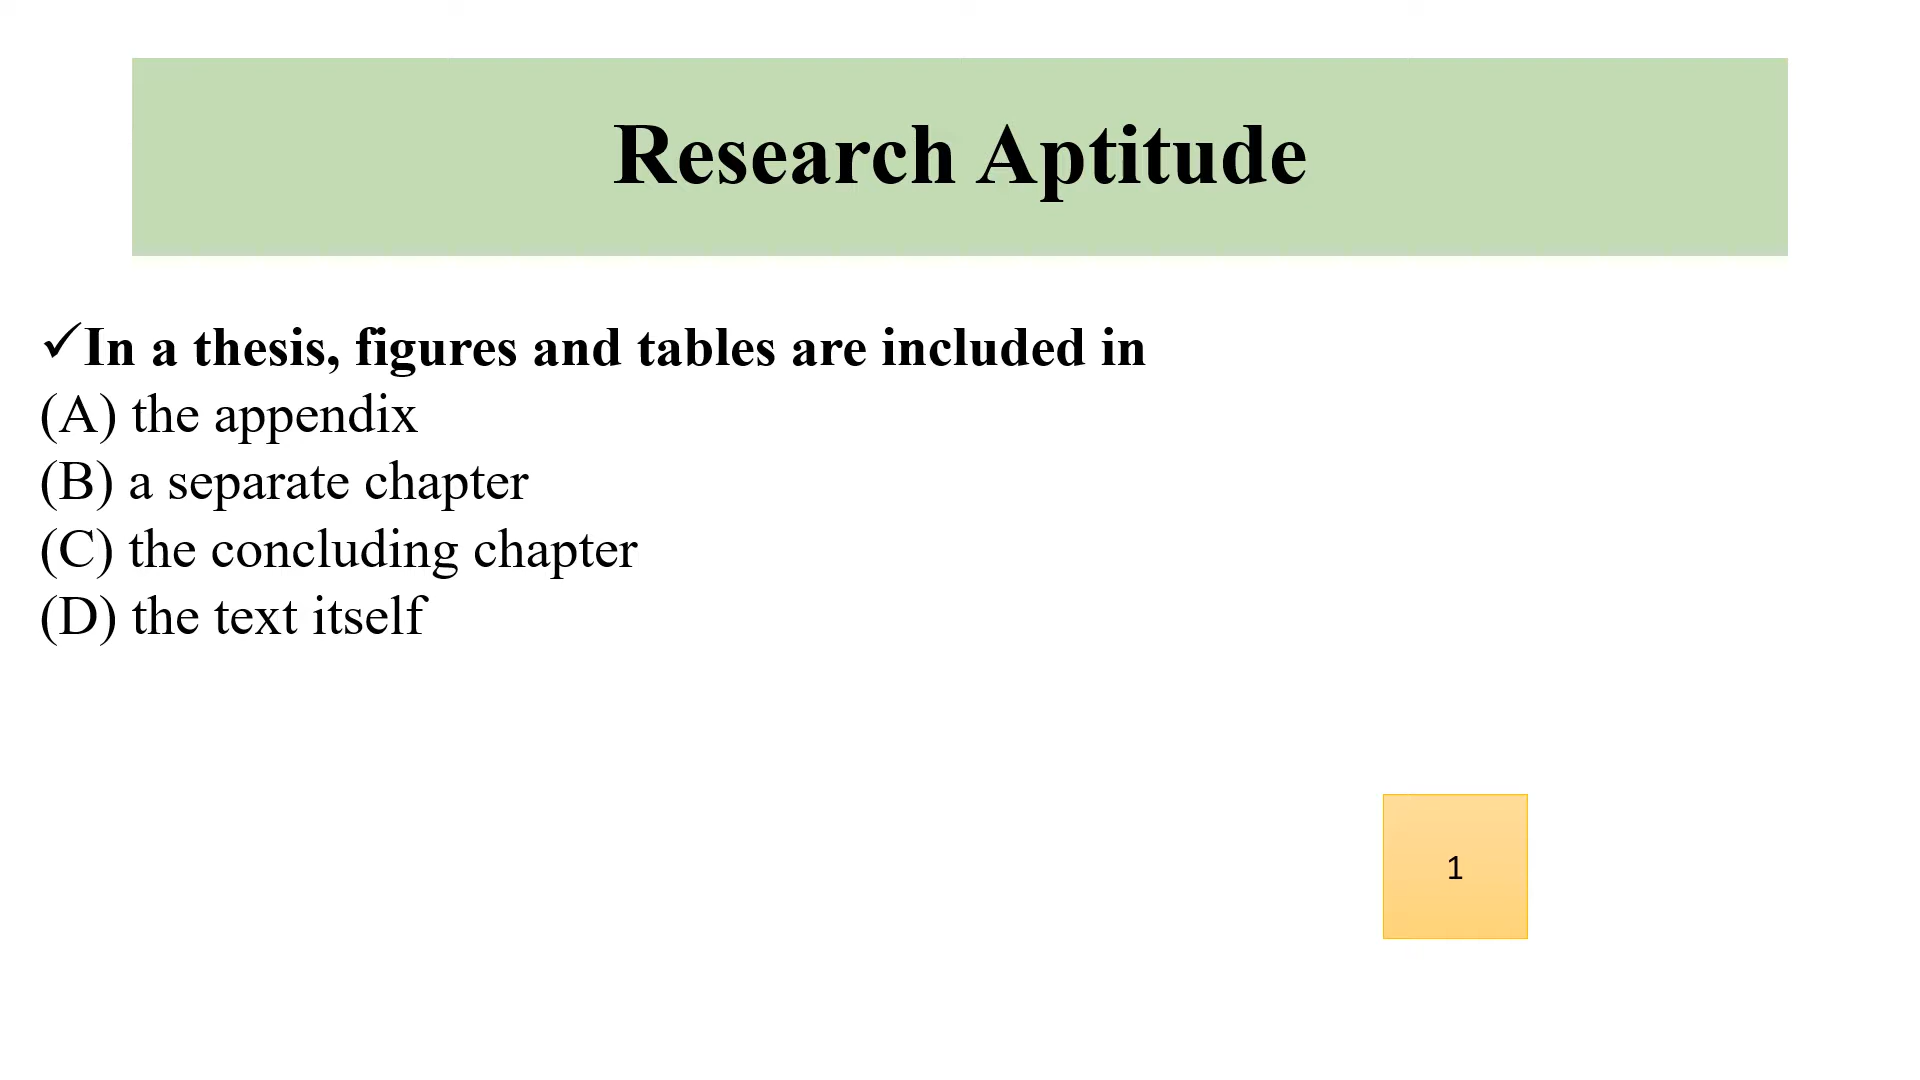 Research Aptitude
✓In a thesis, figures and tables are included in
(A) the appendix
(B) a separate chapter
(C) the concluding chapter
(D) the text itself
1